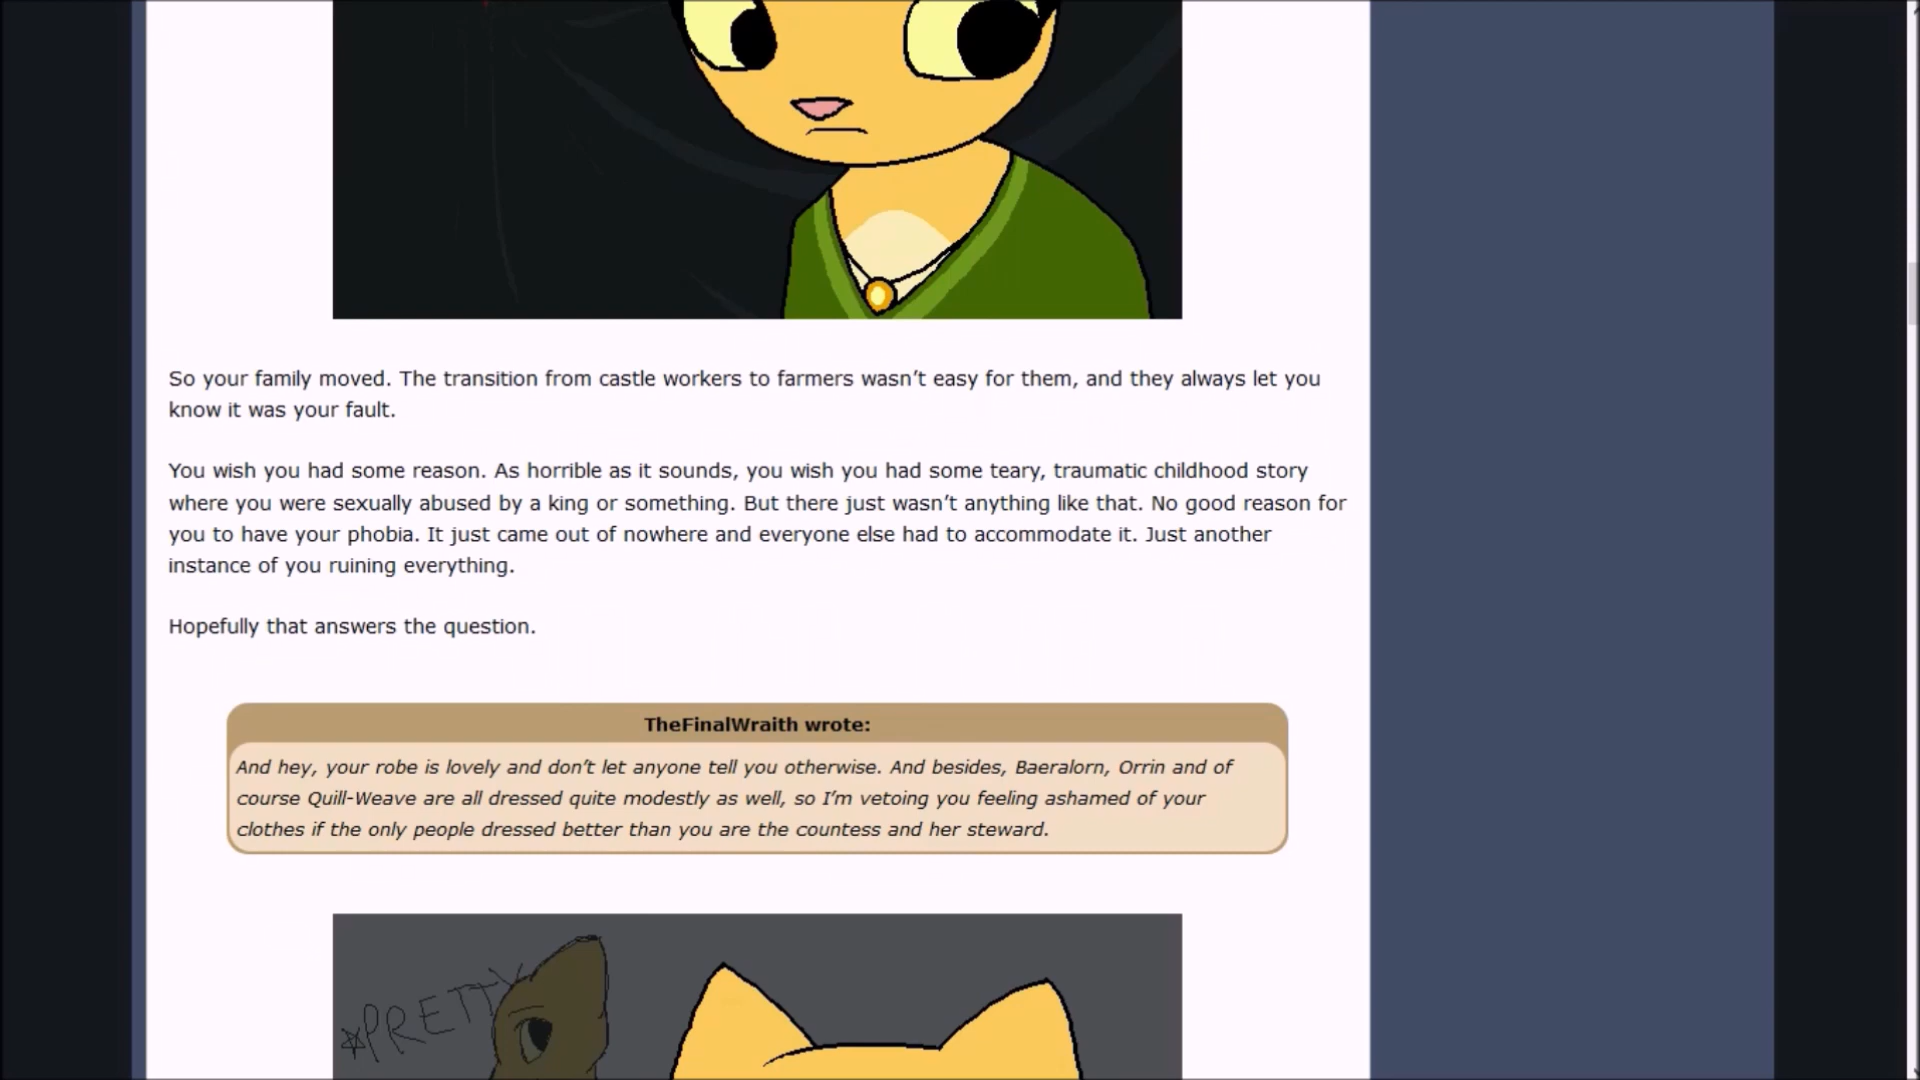 So your family moved. The transition from castle workers to farmers wasn’t easy for them, and they always let you
know it was your fault.
You wish you had some reason. As horrible as it sounds, you wish you had some teary, traumatic childhood story
where you were sexually abused by a king or something. But there just wasn’t anything like that. No good reason for
you to have your phobia. It just came out of nowhere and everyone else had to accommodate it. Just another
instance of you ruining everything.
Hopefully that answers the question.
TheFinalWraith wrote:
And hey, your robe is lovely and don’t let anyone tell you otherwise. And besides, Baeralorn, Orrin and of
course Quill-Weave are all dressed quite modestly as well, so I’m vetoing you feeling ashamed of your
clothes if the only people dressed better than you are the countess and her steward.
PRETTY